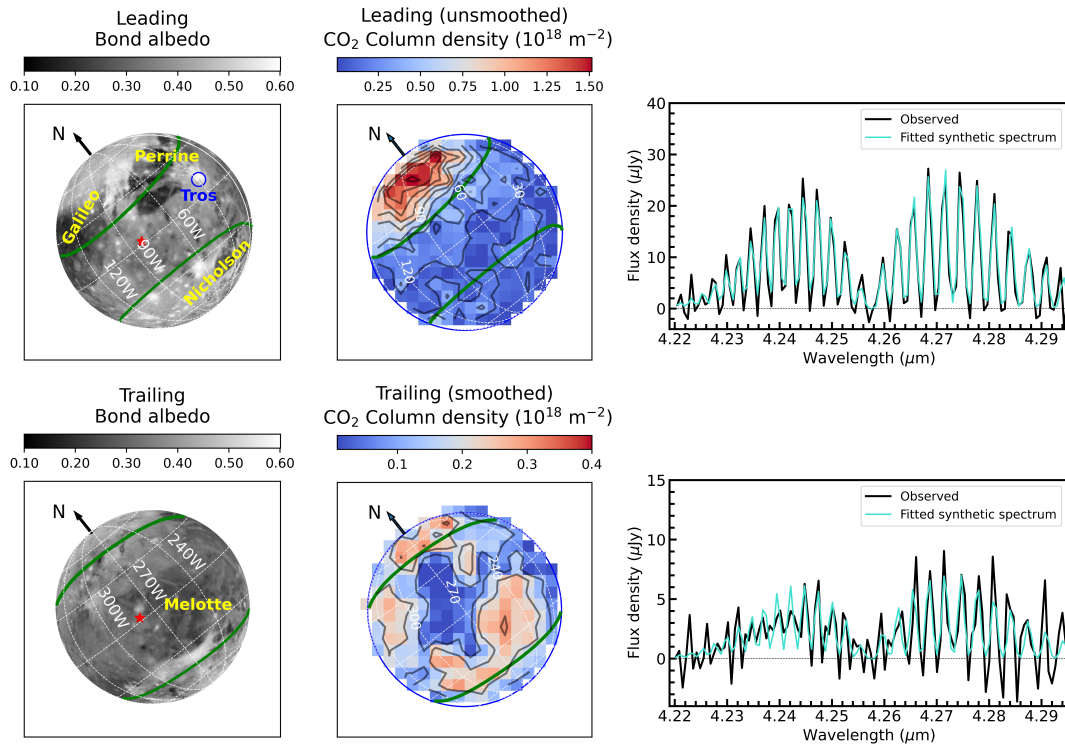 Leading
Bond albedo
0.10 0.20 0.30 0.40 0.50 0.60
N
Perrine
Tros
Galileo
60W
90W
120W
Nicholson
Leading (unsmoothed)
CO₂ Column density (10¹⁸ m⁻²)
0.25 0.50 0.75 1.00 1.25 1.50
N
30
60
90
120
40
30
20
10
0
Flux density (μJy)
Observed
Fitted synthetic spectrum
4.22 4.23 4.24 4.25 4.26 4.27 4.28 4.29
Wavelength (μm)
Trailing
Bond albedo
0.10 0.20 0.30 0.40 0.50 0.60
N
240W
270W
300W
Melotte
Trailing (smoothed)
CO₂ Column density (10¹⁸ m⁻²)
0.1 0.2 0.3 0.4
N
240
270
300
15
10
5
0
Flux density (μJy)
Observed
Fitted synthetic spectrum
4.22 4.23 4.24 4.25 4.26 4.27 4.28 4.29
Wavelength (μm)